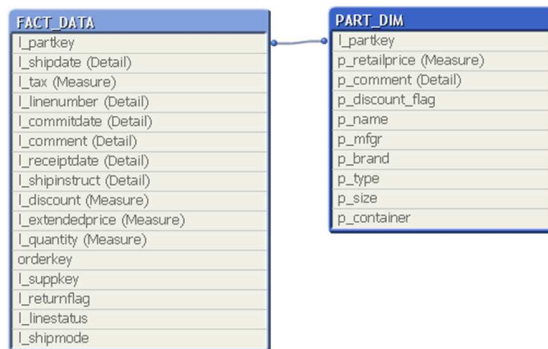 FACT_DATA
l_partkey
l_shipdate (Detail)
l_tax (Measure)
l_linenumber (Detail)
l_commitdate (Detail)
l_comment (Detail)
l_receiptdate (Detail)
l_shipinstruct (Detail)
l_discount (Measure)
l_extendedprice (Measure)
l_quantity (Measure)
orderkey
l_suppkey
l_returnflag
l_linestatus
l_shipmode
PART_DIM
l_partkey
p_retailprice (Measure)
p_comment (Detail)
p_discount_flag
p_name
p_mfgr
p_brand
p_type
p_size
p_container